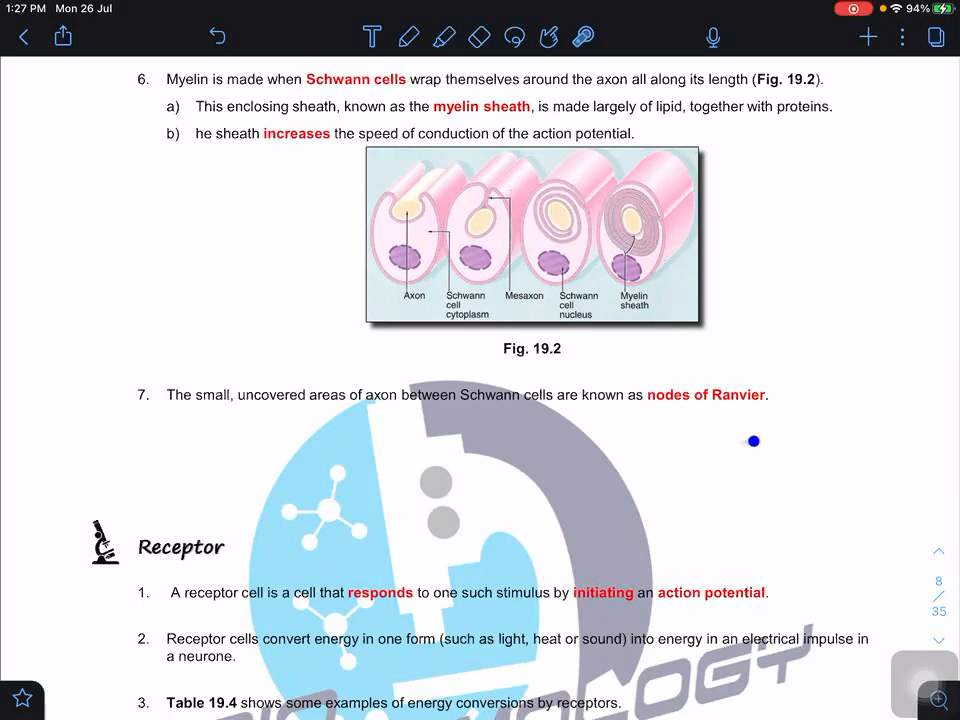 1:27 PM Mon 26 Jul
94%
6. Myelin is made when Schwann cells wrap themselves around the axon all along its length (Fig. 19.2).
a) This enclosing sheath, known as the myelin sheath, is made largely of lipid, together with proteins.
b) he sheath increases the speed of conduction of the action potential.
Axon
Schwann
cell
cytoplasm
Mesaxon
Schwann
cell
nucleus
Myelin
sheath
Fig. 19.2
7. The small, uncovered areas of axon between Schwann cells are known as nodes of Ranvier.
Receptor
1. A receptor cell is a cell that responds to one such stimulus by initiating an action potential.
2. Receptor cells convert energy in one form (such as light, heat or sound) into energy in an electrical impulse in
a neurone.
3. Table 19.4 shows some examples of energy conversions by receptors.
8
/
35